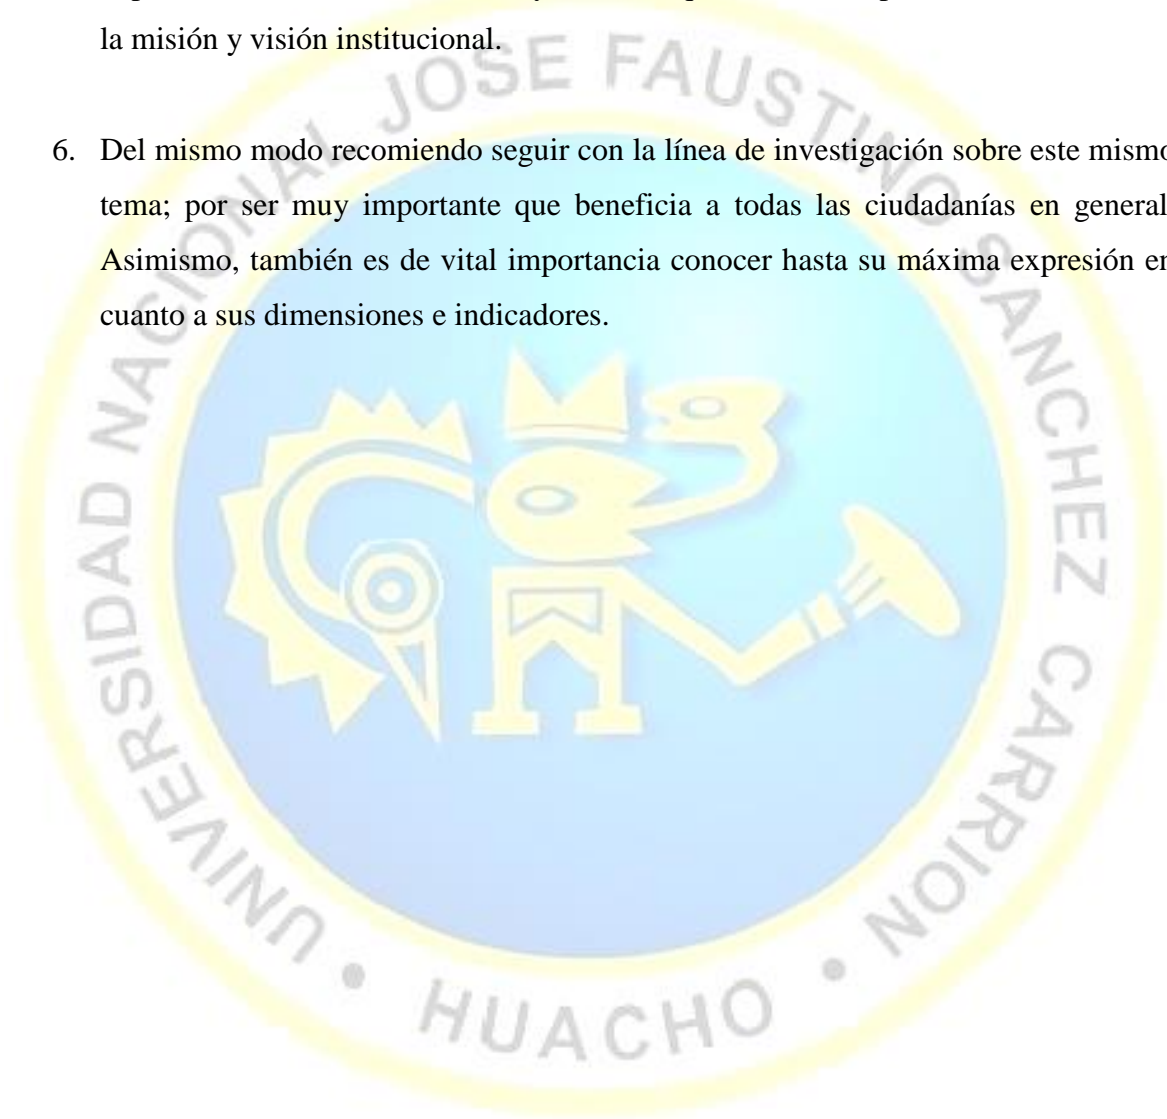 la misión y visión institucional.
6. Del mismo modo recomiendo seguir con la línea de investigación sobre este mismo
tema; por ser muy importante que beneficia a todas las ciudadanías en general
Asimismo, también es de vital importancia conocer hasta su máxima expresión en
cuanto a sus dimensiones e indicadores.
UNIVERSIDAD NACIONAL JOSE FAUSTINO SANCHEZ CARRION • HUACHO •